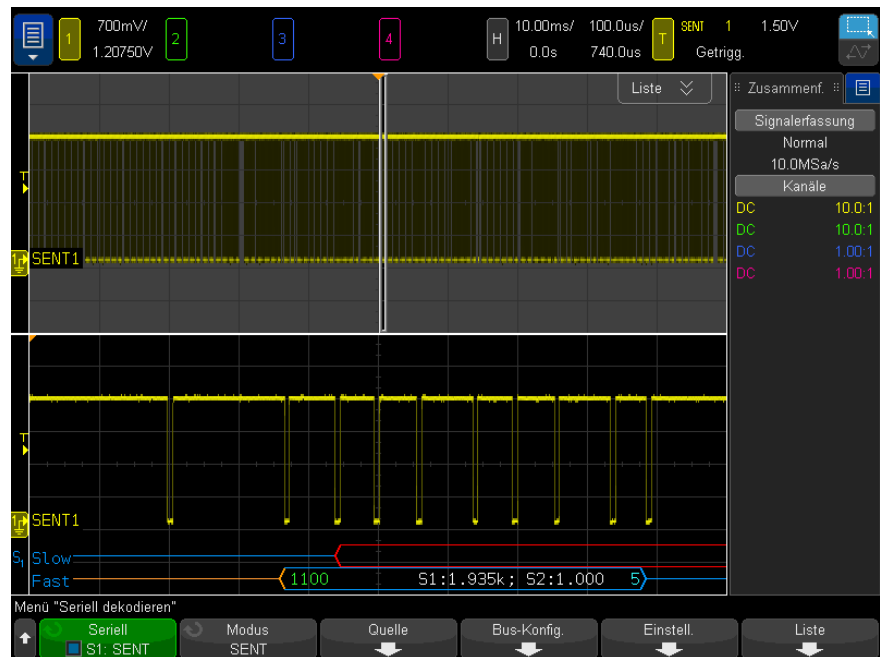 1 700mV/ 1.20750V 2 3 4 H 10.00ms/ 0.0s 100.0us/ 740.0us T SENT 1 1.50V Getrigg.
Liste
Zusammenf.
Signalerfassung
Normal
10.0MSa/s
Kanäle
DC 10.0:1
DC 10.0:1
DC 1.00:1
DC 1.00:1
T
1 SENT1
T
1 SENT1
S1 Slow
Fast 1100 S1:1.935k; S2:1.000 5
Menü "Seriell dekodieren"
Seriell Modus Quelle Bus-Konfig. Einstell. Liste
S1: SENT SENT